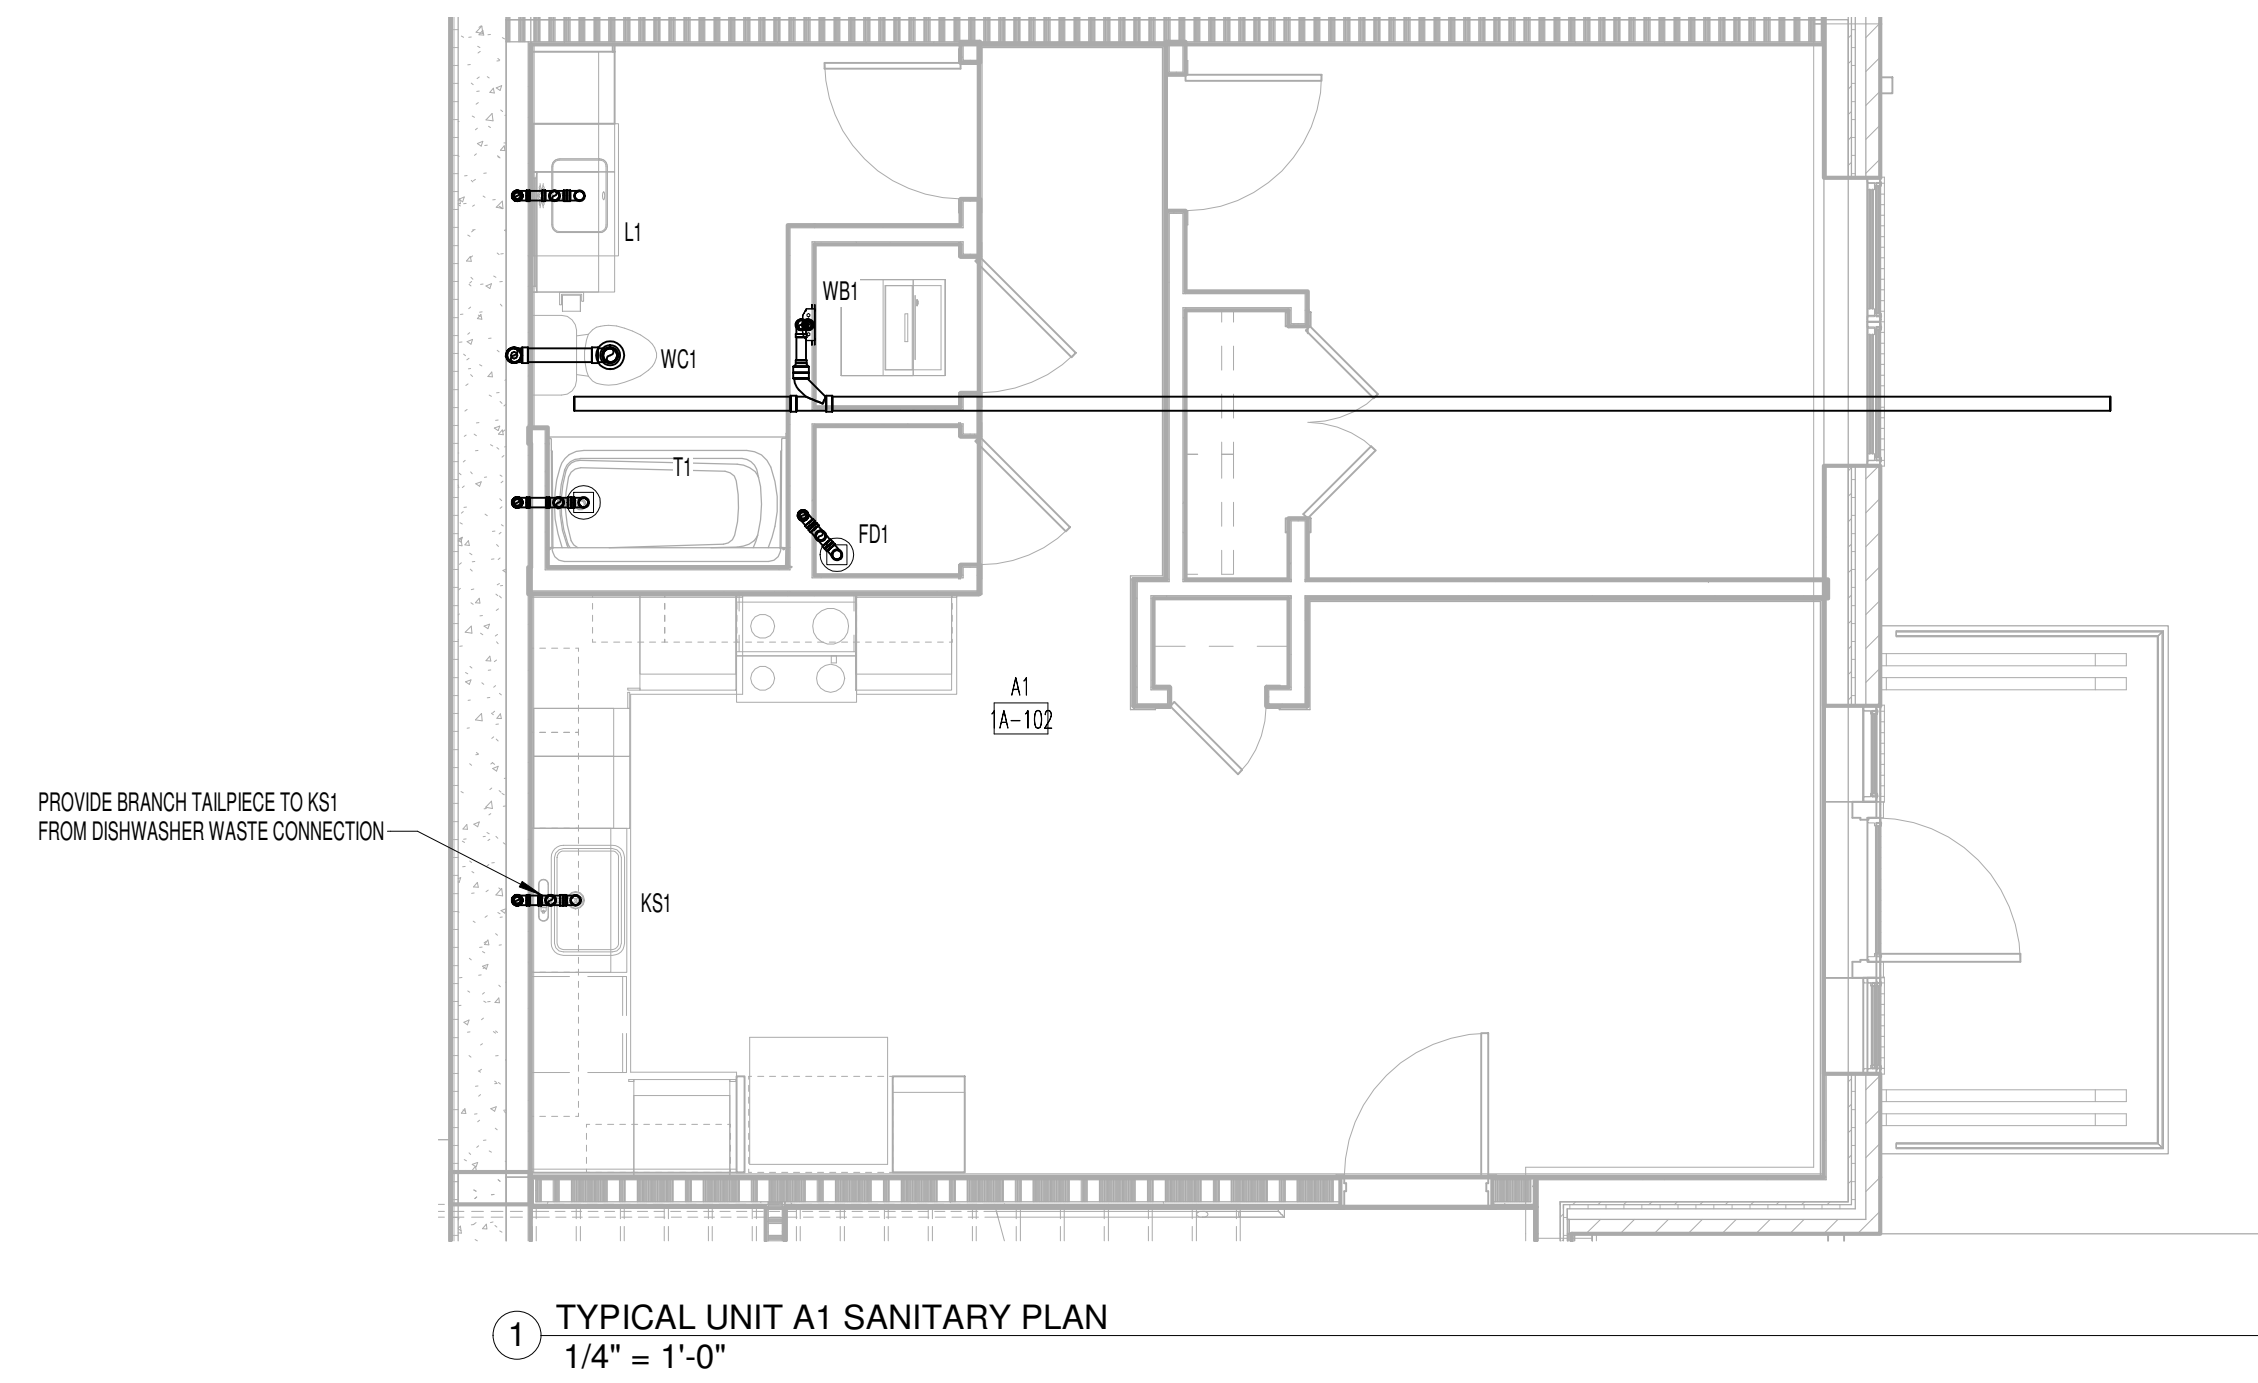 L1
WB1
WC1
T1
FD1
A1
1A-102
PROVIDE BRANCH TAILPIECE TO KS1
FROM DISHWASHER WASTE CONNECTION
KS1
1
TYPICAL UNIT A1 SANITARY PLAN
1/4" = 1'-0"